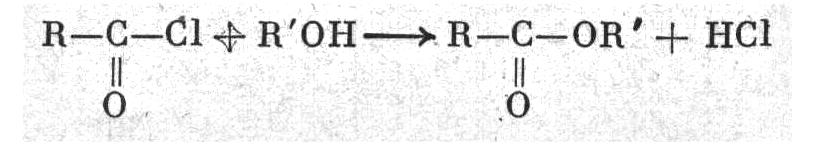 R—C—Cl + R'OH ⟶ R—C—OR' + HCl
‖ ‖
O O